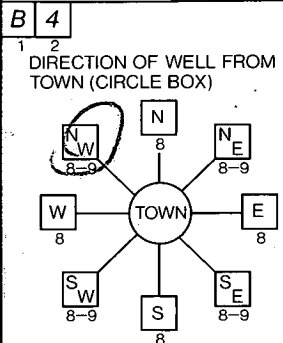 B 4
1 2
DIRECTION OF WELL FROM
TOWN (CIRCLE BOX)
N
8
N W
8-9
N E
8-9
W
8
TOWN
E
8
S W
8-9
S E
8-9
S
8